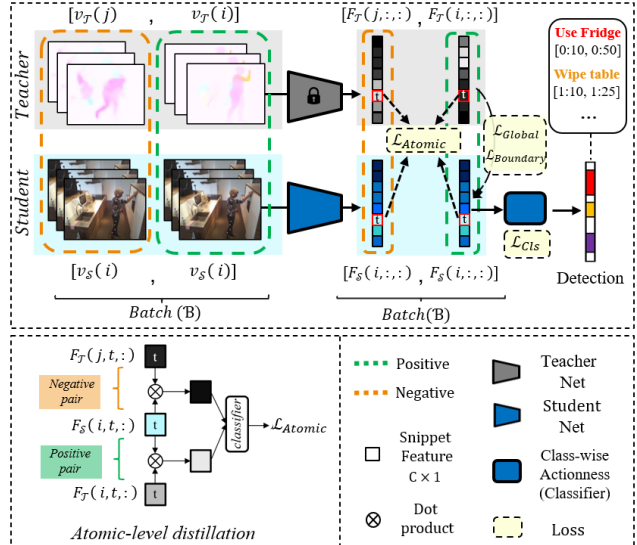 [v_𝒯(j) , v_𝒯(i)]
[F_𝒯(j,:,:) , F_𝒯(i,:,:)]
Use Fridge
[0:10, 0:50]
Wipe table
[1:10, 1:25]
...
Teacher
t
t
ℒ_Atomic
ℒ_Global
ℒ_Boundary
Student
t
t
ℒ_Cls
Detection
[v_𝒮(i) , v_𝒮(i)]
[F_𝒮(i,:,:) , F_𝒮(i,:,:)]
Batch (Ɓ)
Batch(Ɓ)
F_𝒯(j,t,:)
t
Negative
pair
F_𝒮(i,t,:)
t
classifier
ℒ_Atomic
Positive
pair
F_𝒯(i,t,:)
t
Atomic-level distillation
Positive
Negative
Snippet
Feature
C × 1
Dot
product
Teacher
Net
Student
Net
Class-wise
Actionness
(Classifier)
Loss